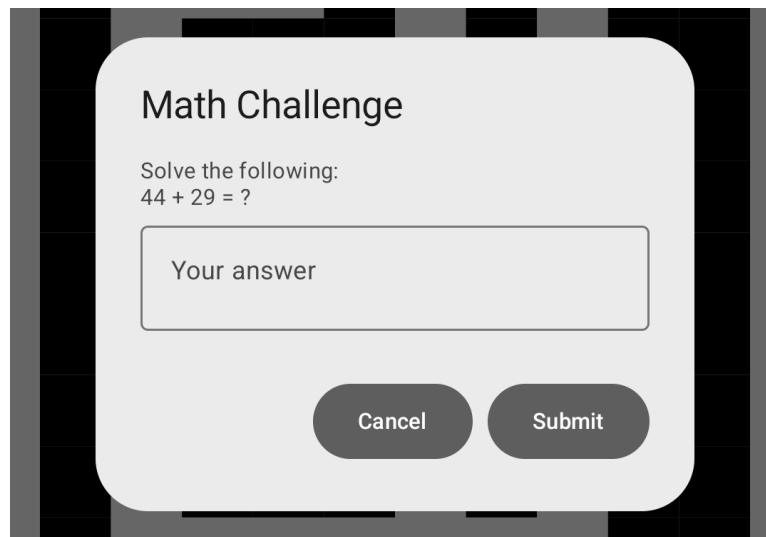 Math Challenge
Solve the following:
44 + 29 = ?
Your answer
Cancel Submit